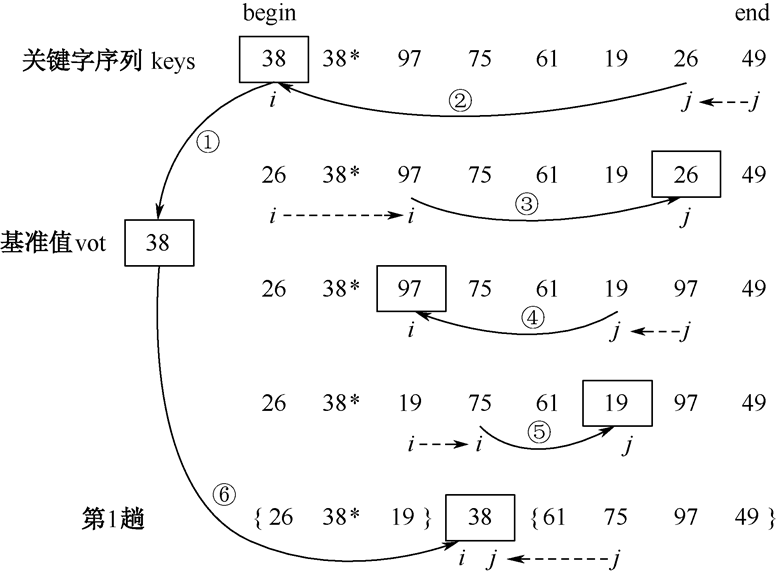 begin end
关键字序列 keys 38 38* 97 75 61 19 26 49
i ② j j
①
26 38* 97 75 61 19 26 49
i i ③ j
基准值vot 38
26 38* 97 75 61 19 97 49
i ④ j j
26 38* 19 75 61 19 97 49
i i ⑤ j
⑥
第1趟 {26 38* 19} 38 {61 75 97 49}
i j j